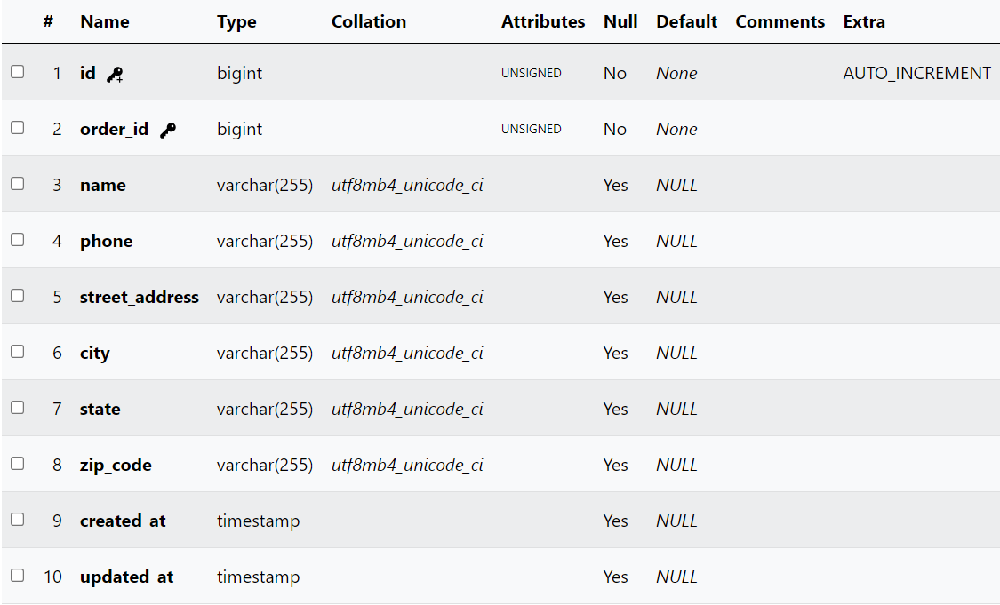 # Name Type Collation Attributes Null Default Comments Extra
1 id bigint UNSIGNED No None AUTO_INCREMENT
2 order_id bigint UNSIGNED No None
3 name varchar(255) utf8mb4_unicode_ci Yes NULL
4 phone varchar(255) utf8mb4_unicode_ci Yes NULL
5 street_address varchar(255) utf8mb4_unicode_ci Yes NULL
6 city varchar(255) utf8mb4_unicode_ci Yes NULL
7 state varchar(255) utf8mb4_unicode_ci Yes NULL
8 zip_code varchar(255) utf8mb4_unicode_ci Yes NULL
9 created_at timestamp Yes NULL
10 updated_at timestamp Yes NULL